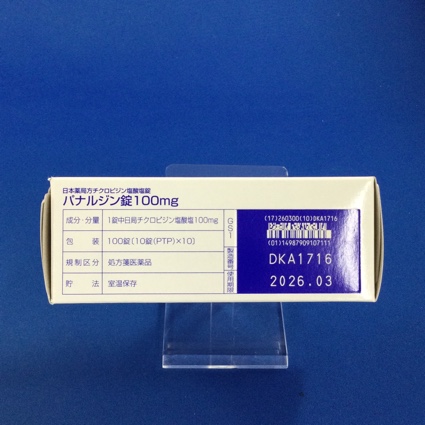 日本薬局方チクロピジン塩酸塩錠
パナルジン錠100mg
成分・分量 1錠中日局チクロピジン塩酸塩100mg
包装 100錠(10錠(PTP)×10)
規制区分 処方箋医薬品
貯法 室温保存
GS1
(17)260300(10)DKA1716
(01)14987909107111
製造番号 DKA1716
使用期限 2026.03